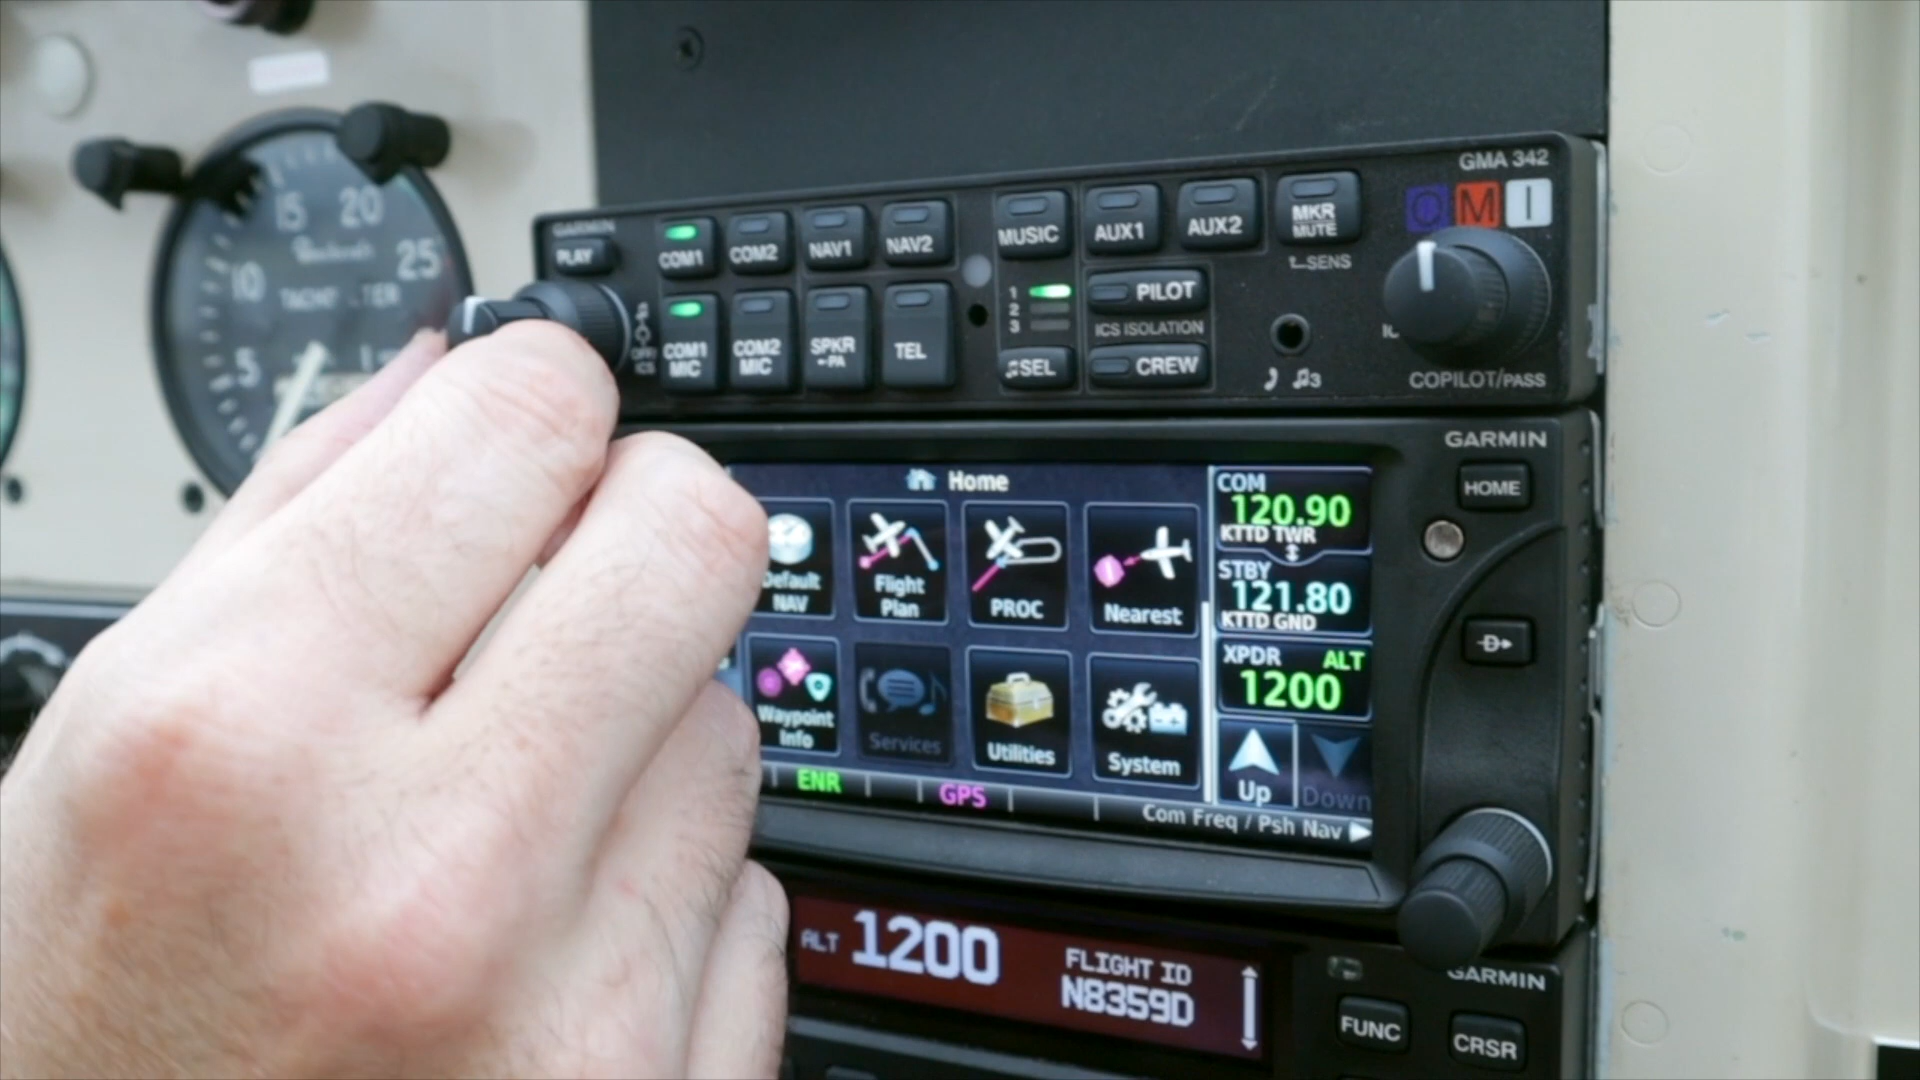 GMA 342
O M I
GARMIN
PLAY
COM1
COM2
NAV1
NAV2
MUSIC
AUX1
AUX2
MKR
MUTE
SENS
COM1
MIC
COM2
MIC
SPKR
←PA
TEL
1
2
3
SEL
PILOT
ICS ISOLATION
CREW
3
COPILOT/PASS
ICS
15
20
10
25
5
GARMIN
HOME
Home
Default
NAV
Flight
Plan
PROC
Nearest
Waypoint
Info
Services
Utilities
System
COM
120.90
KTTD TWR
STBY
121.80
KTTD GND
XPDR
ALT
1200
Up
Down
ENR
GPS
Com Freq / Psh Nav
D
ALT
1200
FLIGHT ID
N8359D
GARMIN
FUNC
CRSR